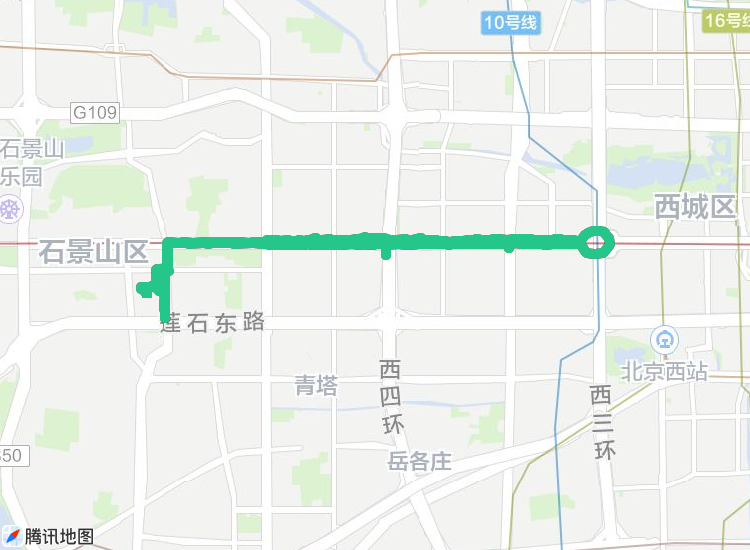 10号线
16号线
G109
石景山
乐园
西城区
石景山区
莲石东路
北京西站
青塔
西四环
西三环
岳各庄
S50
腾讯地图